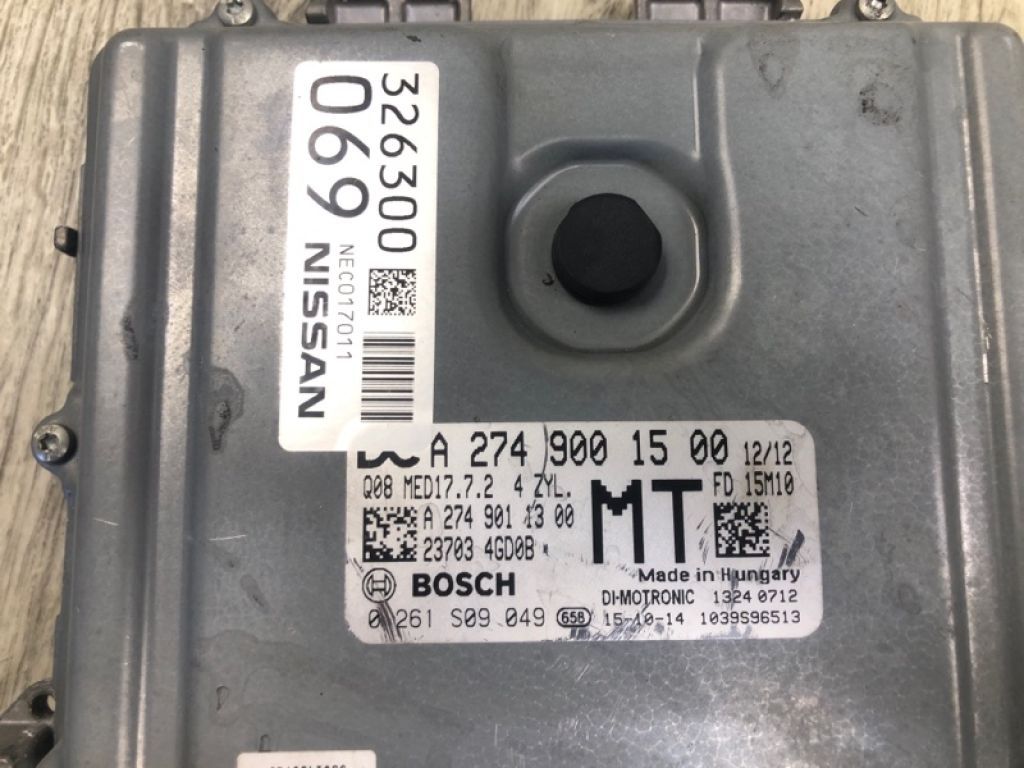 326300
069
NEC017011
NISSAN
A 274 900 15 00 12/12
Q08 MED17.7.2 4 ZYL.
MT
FD 15M10
A 274 901 13 00
23703 4GD0B
BOSCH
Made in Hungary
DI-MOTRONIC 1324 0712
0 261 S09 049 658 15-10-14 1039S96513